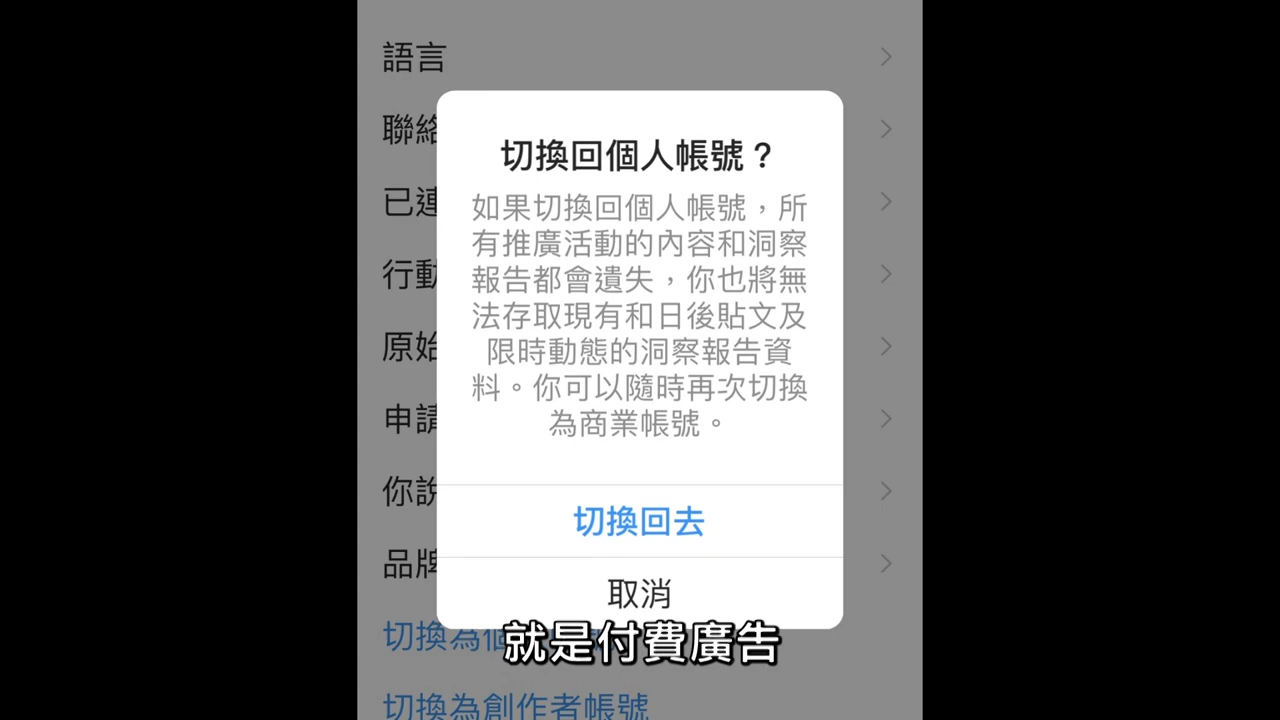 語言
聯絡
已連
切換回個人帳號？
如果切換回個人帳號，所
有推廣活動的內容和洞察
報告都會遺失，你也將無
法存取現有和日後貼文及
限時動態的洞察報告資
料。你可以隨時再次切換
為商業帳號。
行動
原始
申請
你說
品牌
切換回去
取消
就是付費廣告
切換為個
切換為創作者帳號